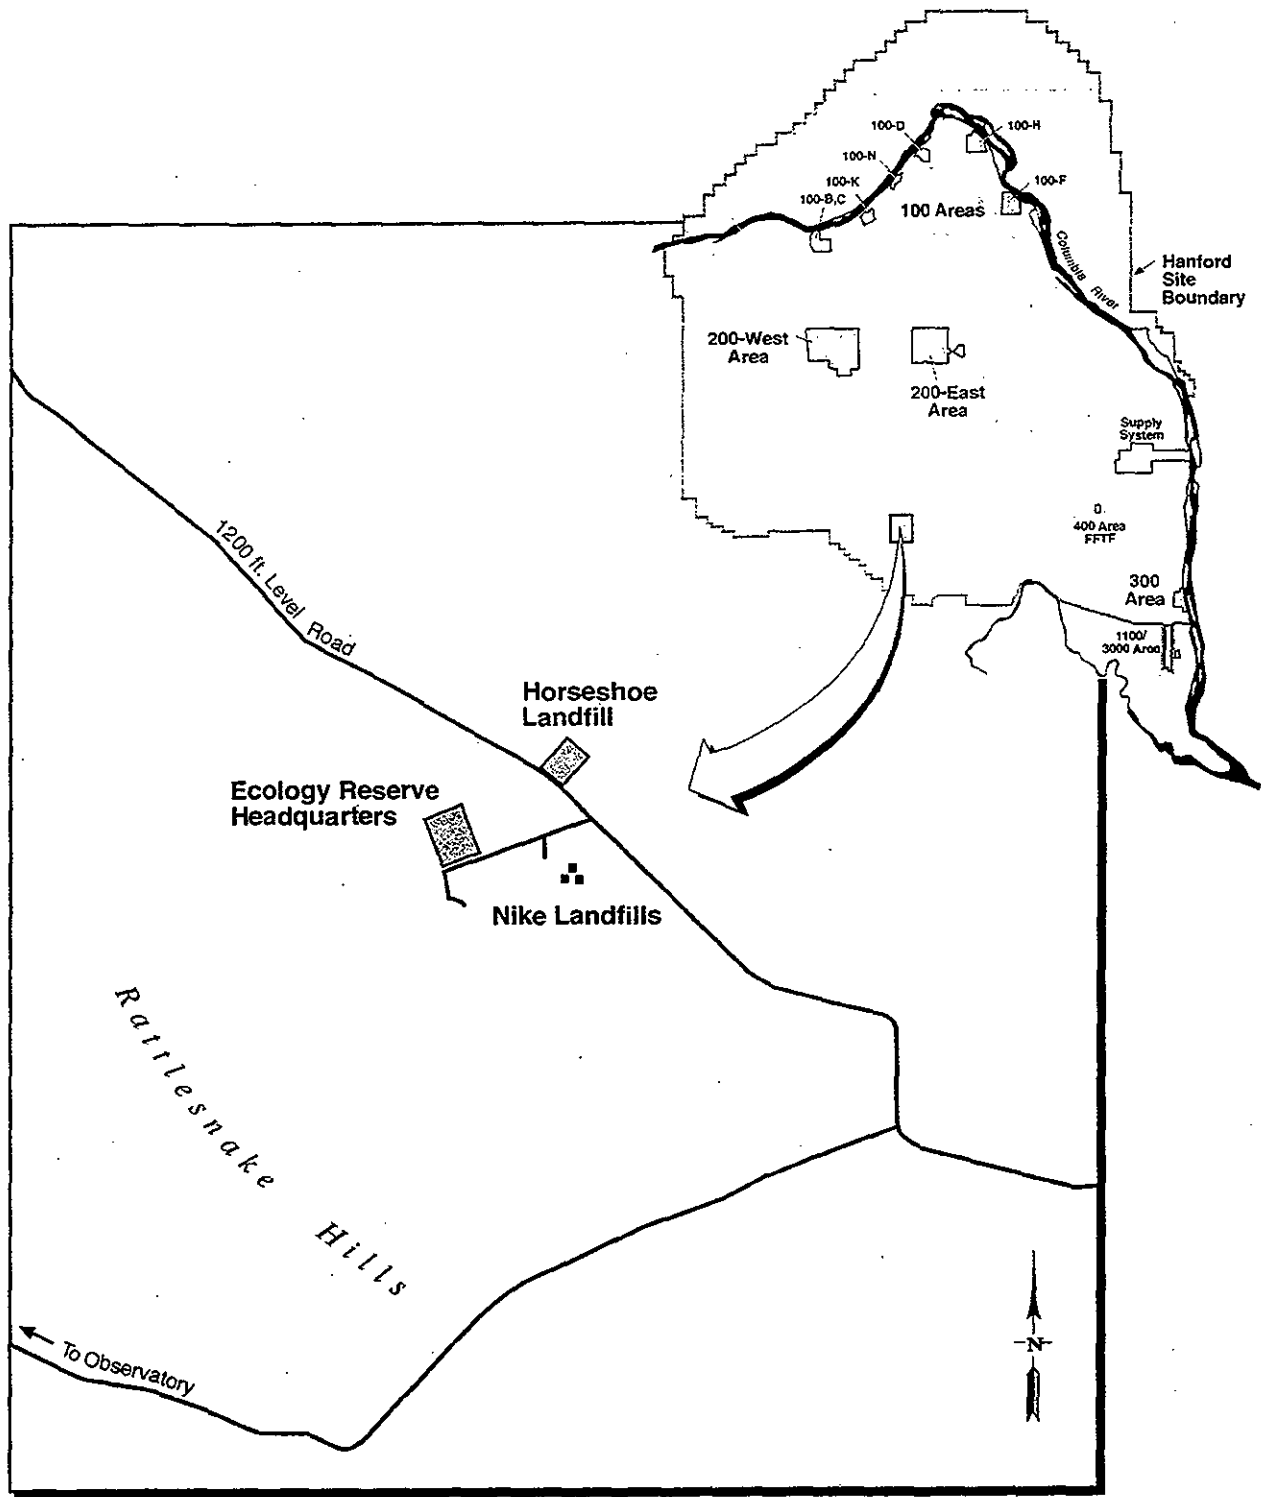 100-D
100-H
100-N
100-K
100-F
100-B,C
100 Areas
Columbia River
Hanford
Site
Boundary
200-West
Area
200-East
Area
Supply
System
400 Area
FFTF
300
Area
1100/
3000 Area
1200 ft. Level Road
Horseshoe
Landfill
Ecology Reserve
Headquarters
Nike Landfills
Rattlesnake Hills
N
To Observatory